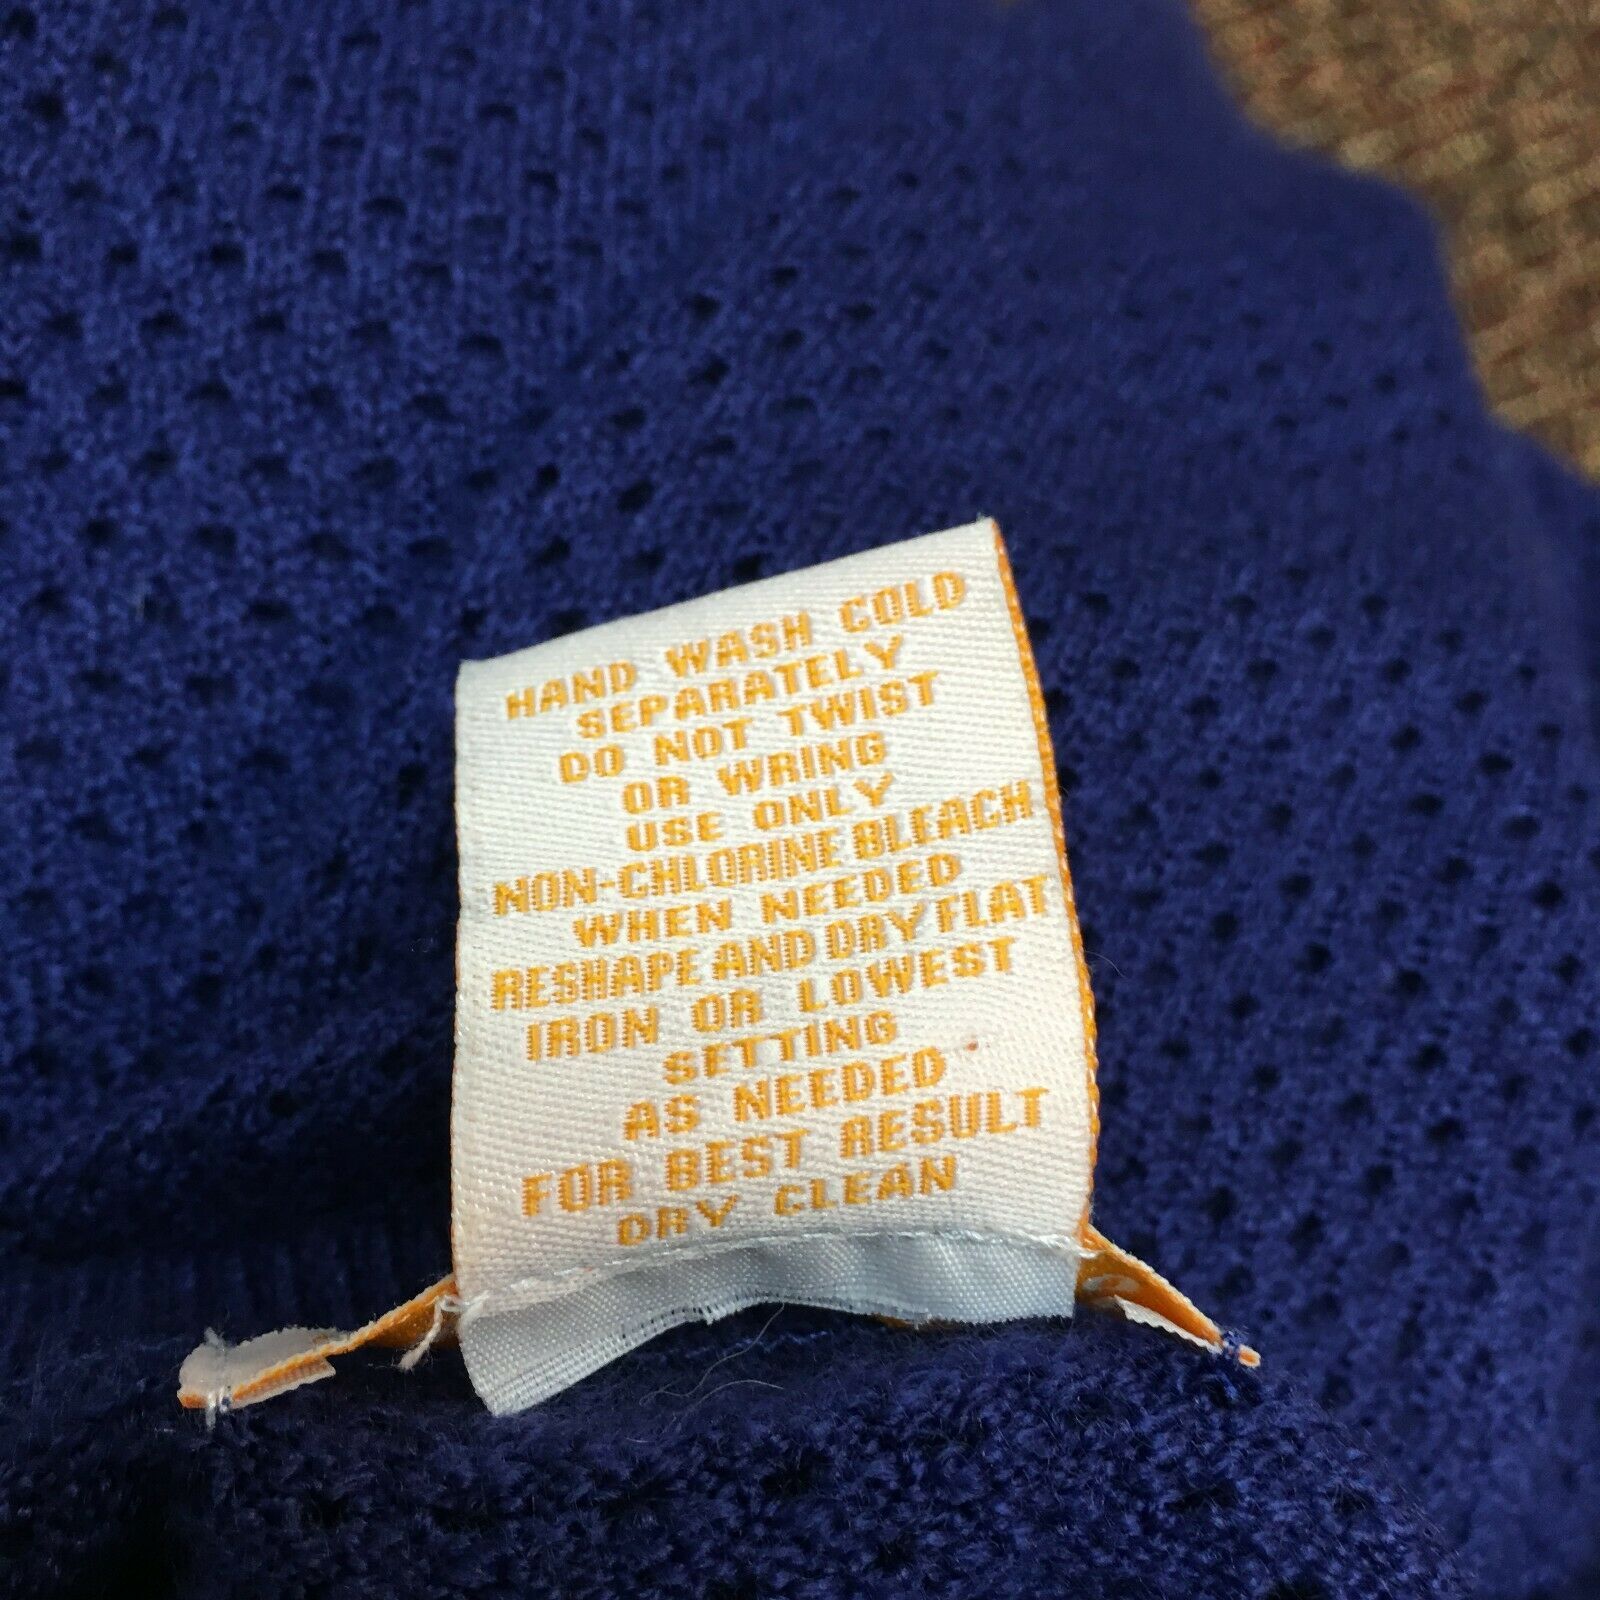 HAND WASH COLD
SEPARATELY
DO NOT TWIST
OR WRING
USE ONLY
NON-CHLORINE BLEACH
WHEN NEEDED
RESHAPE AND DRY FLAT
IRON OR LOWEST
SETTING
AS NEEDED
FOR BEST RESULT
DRY CLEAN